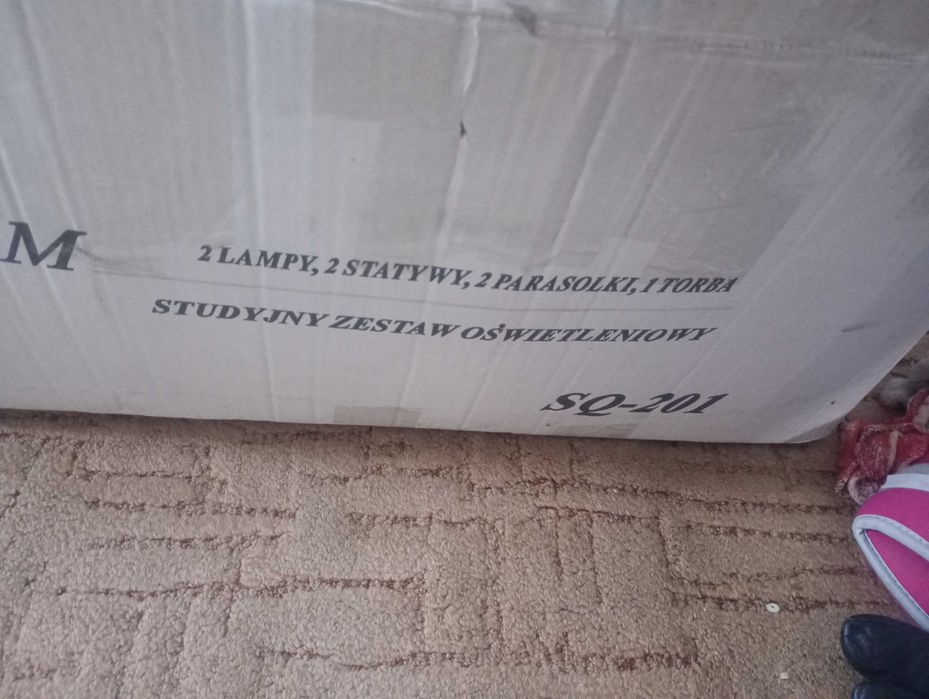 M
2 LAMPY, 2 STATYWY, 2 PARASOLKI, 1 TORBA
STUDYJNY ZESTAW OŚWIETLENIOWY
SQ-201